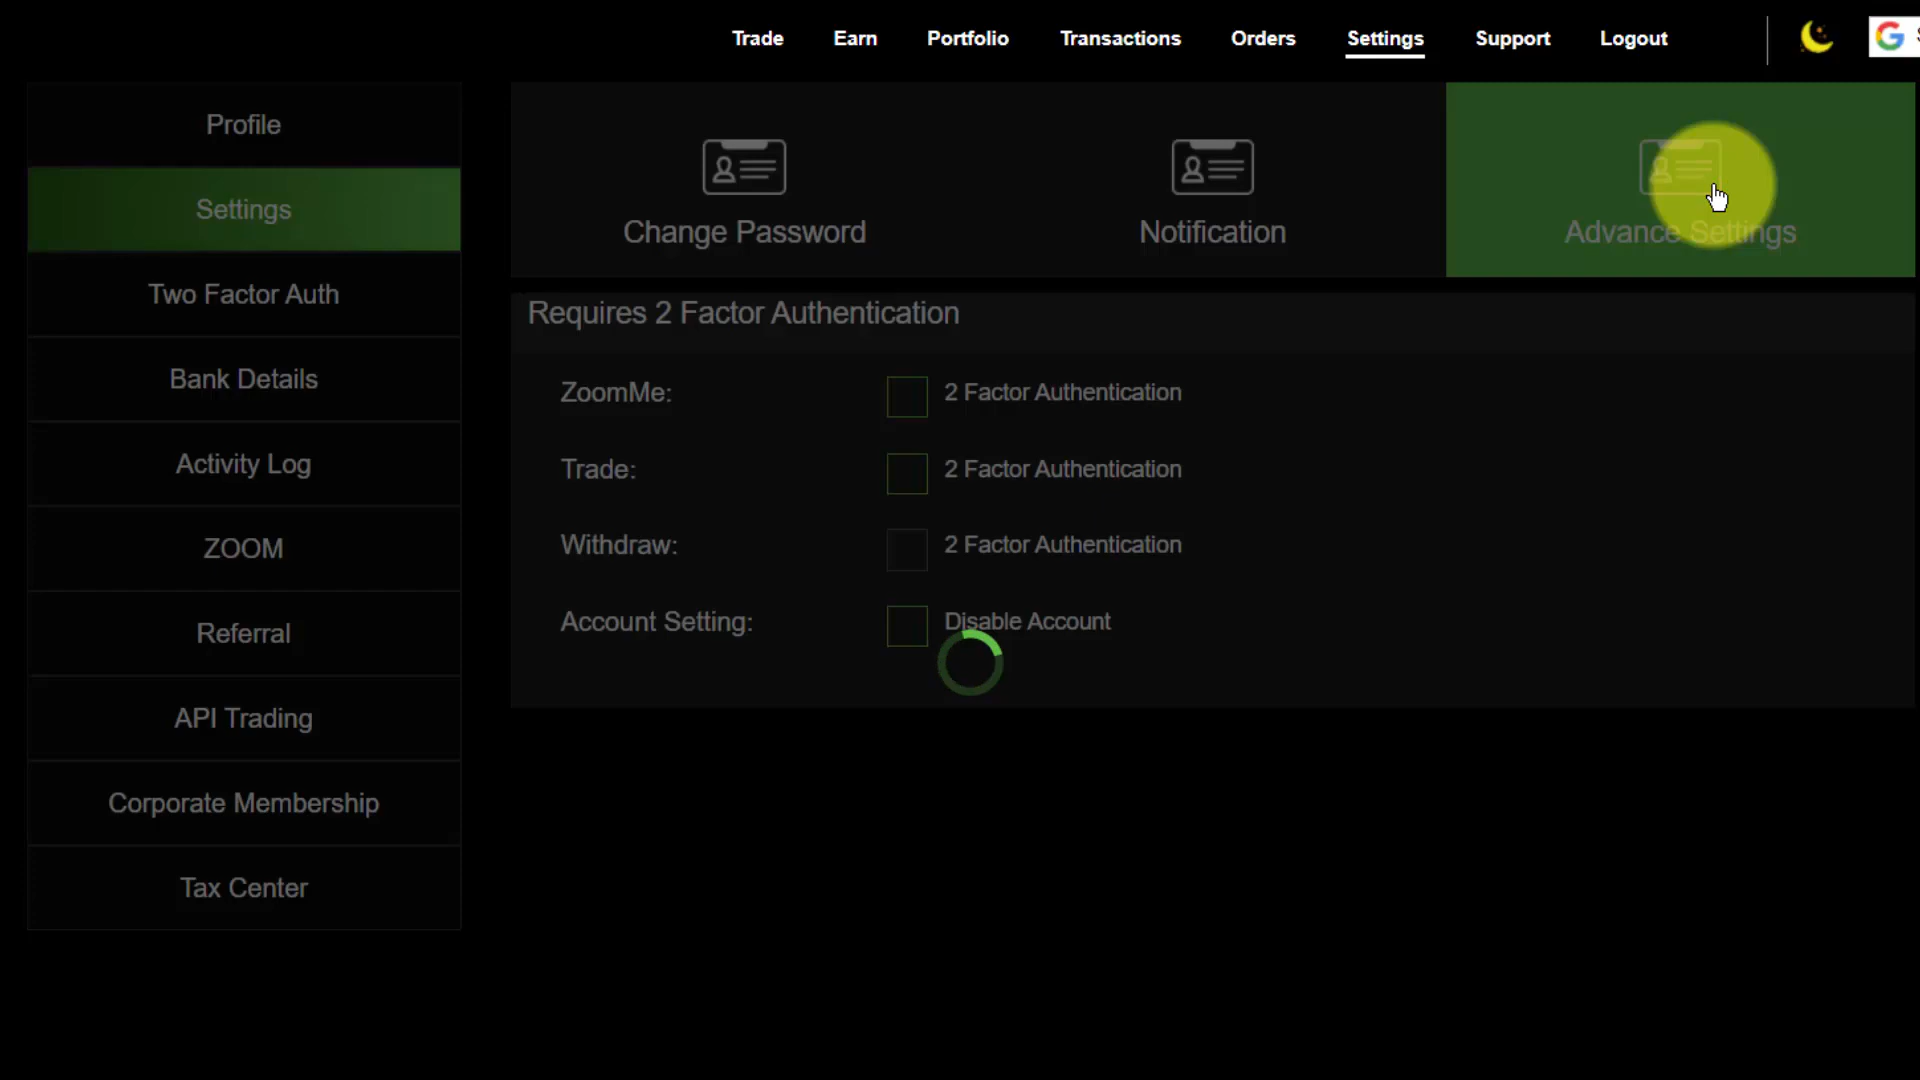 Trade Earn Portfolio Transactions Orders Settings Support Logout
Profile
Settings
Two Factor Auth
Bank Details
Activity Log
ZOOM
Referral
API Trading
Corporate Membership
Tax Center
Change Password
Notification
Advance Settings
Requires 2 Factor Authentication
ZoomMe: 2 Factor Authentication
Trade: 2 Factor Authentication
Withdraw: 2 Factor Authentication
Account Setting: Disable Account